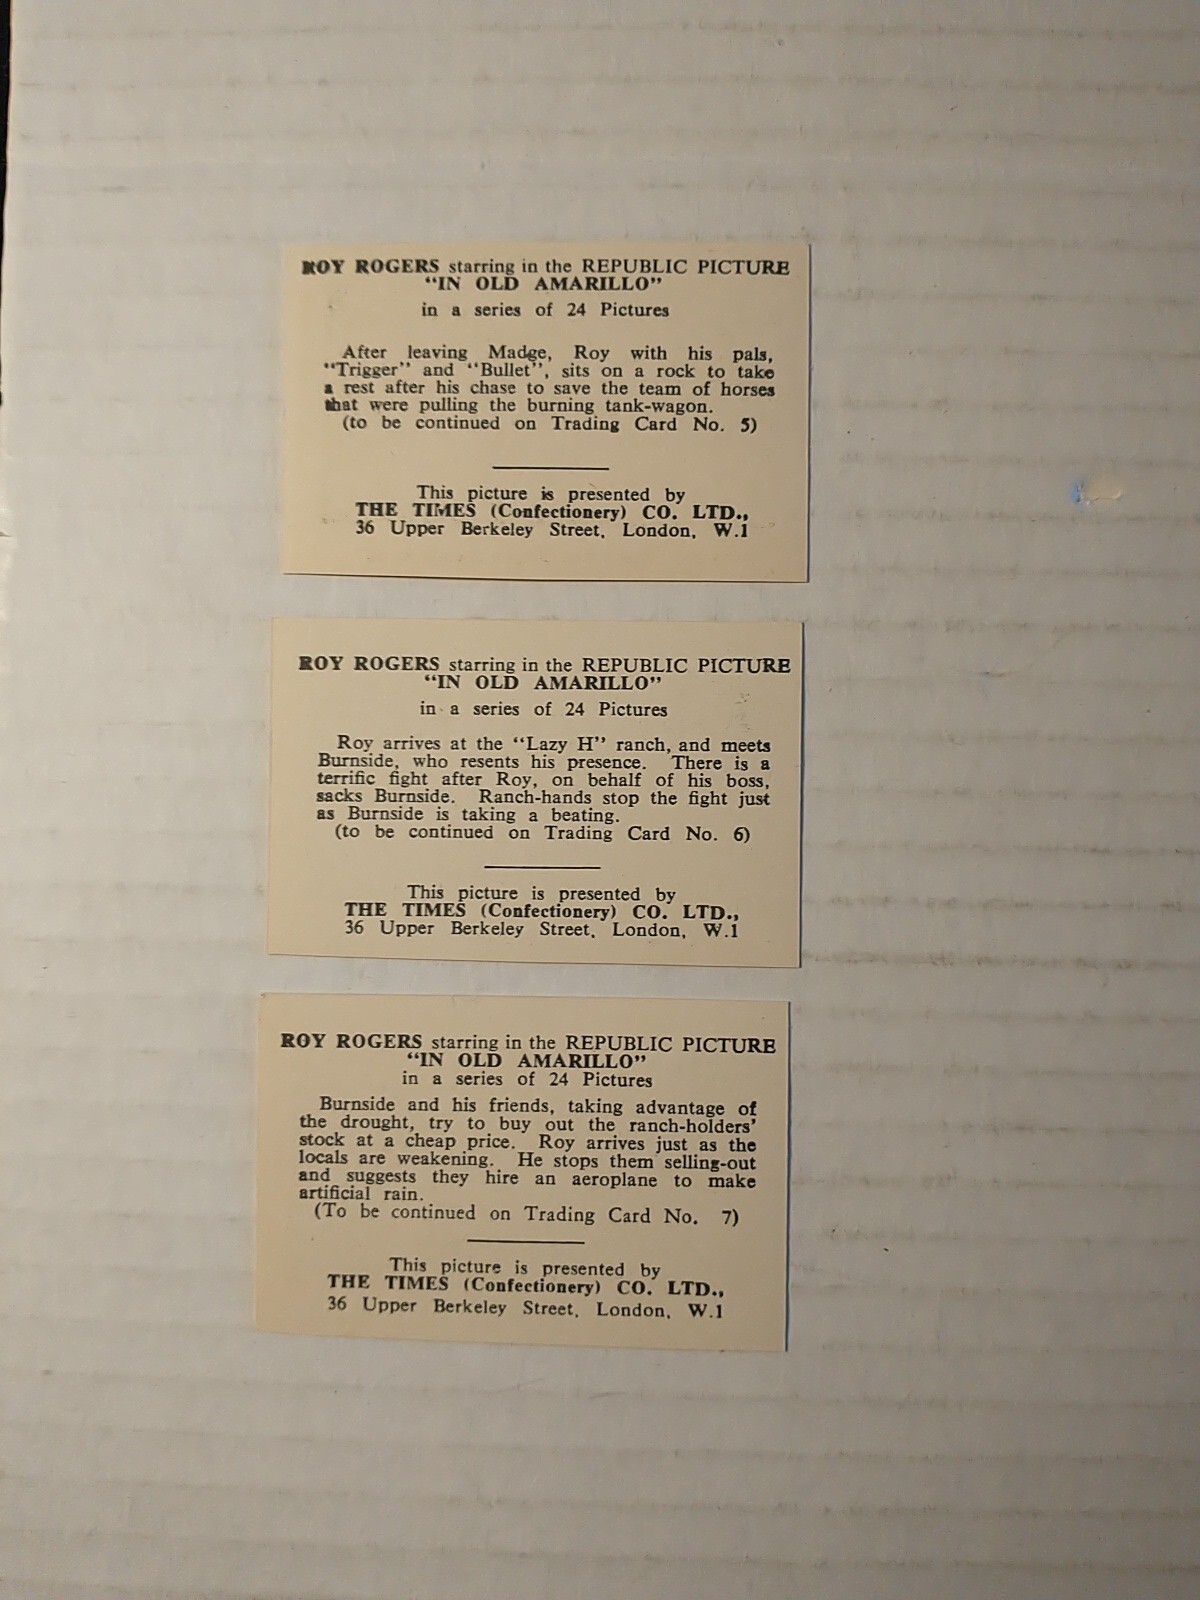 ROY ROGERS starring in the REPUBLIC PICTURE
"IN OLD AMARILLO"
in a series of 24 Pictures
After leaving Madge, Roy with his pals,
"Trigger" and "Bullet", sits on a rock to take
a rest after his chase to save the team of horses
that were pulling the burning tank-wagon.
(to be continued on Trading Card No. 5)
This picture is presented by
THE TIMES (Confectionery) CO. LTD.,
36 Upper Berkeley Street, London, W.1
ROY ROGERS starring in the REPUBLIC PICTURE
"IN OLD AMARILLO"
in a series of 24 Pictures
Roy arrives at the "Lazy H" ranch, and meets
Burnside, who resents his presence. There is a
terrific fight after Roy, on behalf of his boss,
sacks Burnside. Ranch-hands stop the fight just
as Burnside is taking a beating.
(to be continued on Trading Card No. 6)
This picture is presented by
THE TIMES (Confectionery) CO. LTD.,
36 Upper Berkeley Street, London, W.1
ROY ROGERS starring in the REPUBLIC PICTURE
"IN OLD AMARILLO"
in a series of 24 Pictures
Burnside and his friends, taking advantage of
the drought, try to buy out the ranch-holders'
stock at a cheap price. Roy arrives just as the
locals are weakening. He stops them selling-out
and suggests they hire an aeroplane to make
artificial rain.
(To be continued on Trading Card No. 7)
This picture is presented by
THE TIMES (Confectionery) CO. LTD.,
36 Upper Berkeley Street, London, W.1